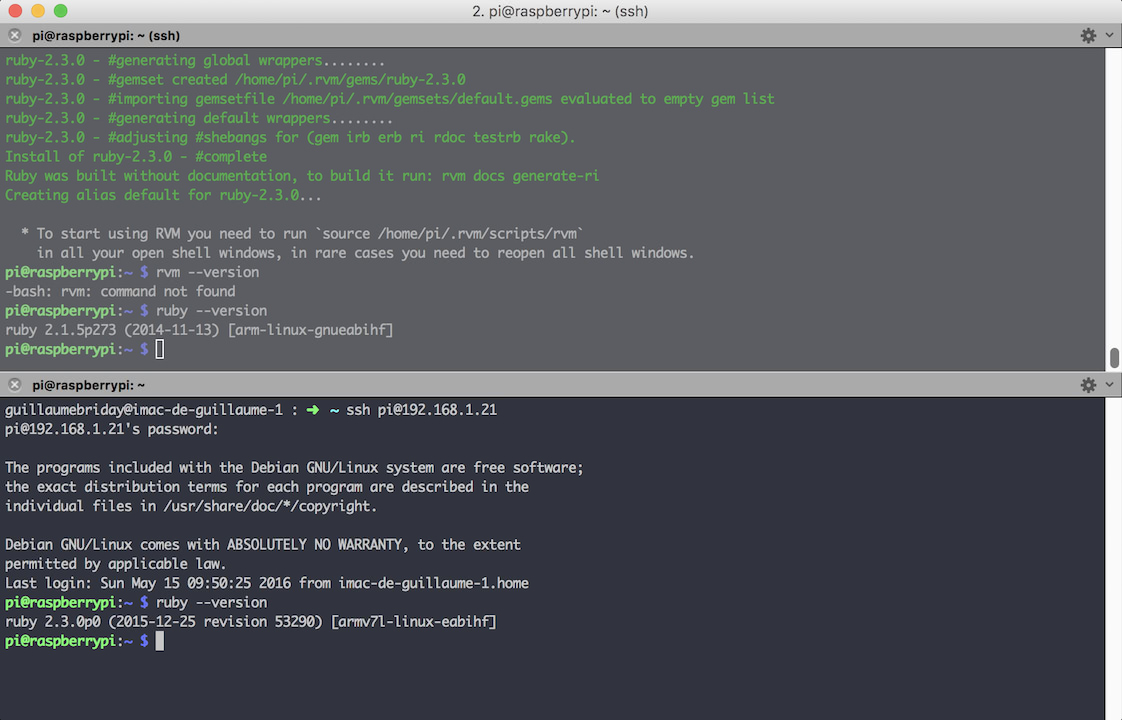 2. pi@raspberrypi: ~ (ssh)
pi@raspberrypi: ~ (ssh)
ruby-2.3.0 - #generating global wrappers........
ruby-2.3.0 - #gemset created /home/pi/.rvm/gems/ruby-2.3.0
ruby-2.3.0 - #importing gemsetfile /home/pi/.rvm/gemsets/default.gems evaluated to empty gem list
ruby-2.3.0 - #generating default wrappers........
ruby-2.3.0 - #adjusting #shebangs for (gem irb erb ri rdoc testrb rake).
Install of ruby-2.3.0 - #complete
Ruby was built without documentation, to build it run: rvm docs generate-ri
Creating alias default for ruby-2.3.0...
* To start using RVM you need to run `source /home/pi/.rvm/scripts/rvm`
in all your open shell windows, in rare cases you need to reopen all shell windows.
pi@raspberrypi:~ $ rvm --version
-bash: rvm: command not found
pi@raspberrypi:~ $ ruby --version
ruby 2.1.5p273 (2014-11-13) [arm-linux-gnueabihf]
pi@raspberrypi:~ $
pi@raspberrypi: ~
guillaumebriday@imac-de-guillaume-1 : ➜ ~ ssh pi@192.168.1.21
pi@192.168.1.21's password:
The programs included with the Debian GNU/Linux system are free software;
the exact distribution terms for each program are described in the
individual files in /usr/share/doc/*/copyright.
Debian GNU/Linux comes with ABSOLUTELY NO WARRANTY, to the extent
permitted by applicable law.
Last login: Sun May 15 09:50:25 2016 from imac-de-guillaume-1.home
pi@raspberrypi:~ $ ruby --version
ruby 2.3.0p0 (2015-12-25 revision 53290) [armv7l-linux-eabihf]
pi@raspberrypi:~ $